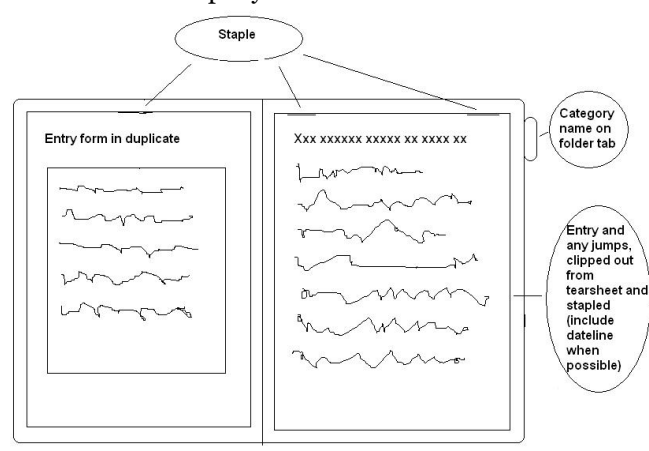 Staple
Entry form in duplicate
Xxx xxxxxx xxxxx xx xxxx xx
Category
name on
folder tab
Entry and
any jumps,
clipped out
from
tearsheet and
stapled
(include
dateline
when
possible)